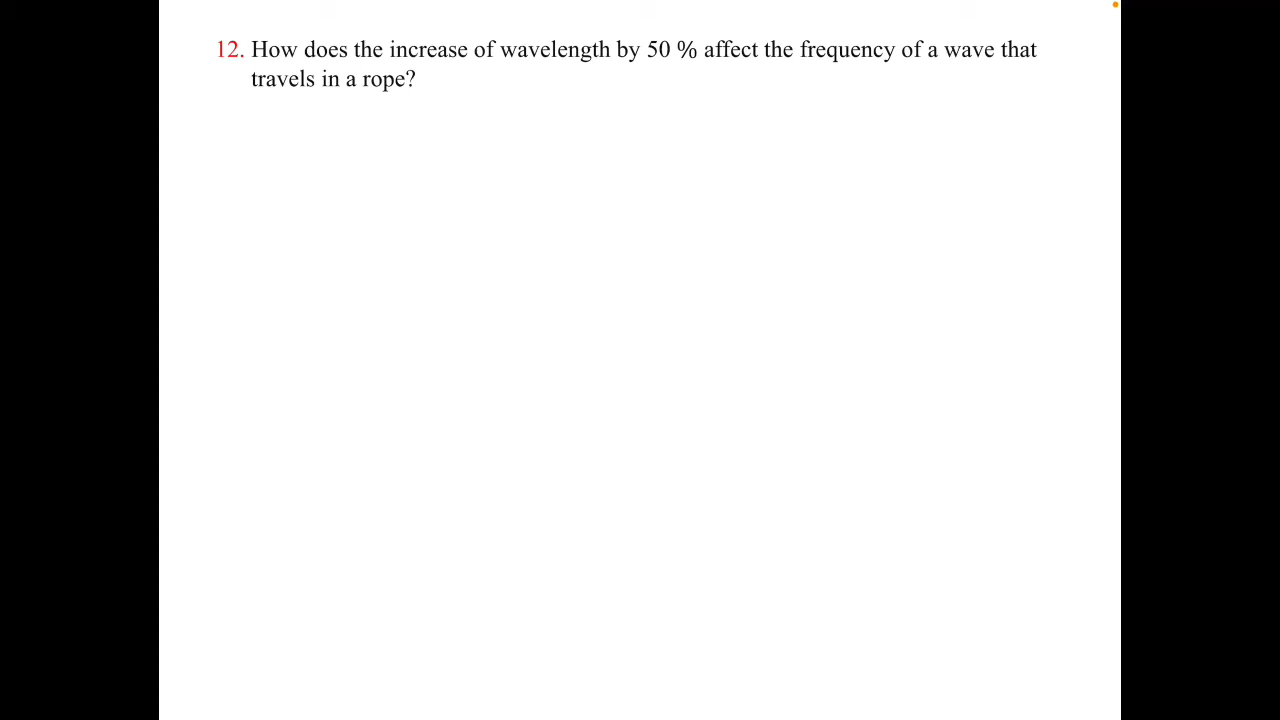 12. How does the increase of wavelength by 50 % affect the frequency of a wave that
travels in a rope?